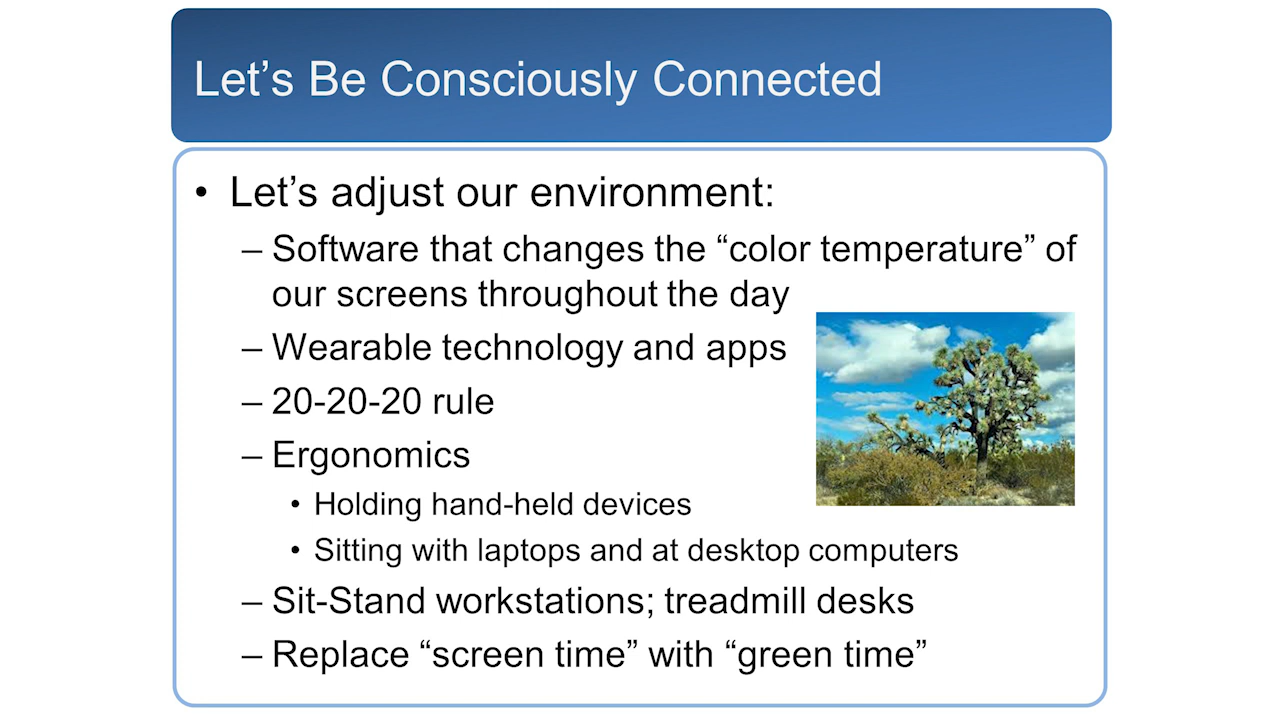 Let’s Be Consciously Connected
• Let’s adjust our environment:
– Software that changes the “color temperature” of
our screens throughout the day
– Wearable technology and apps
– 20-20-20 rule
– Ergonomics
• Holding hand-held devices
• Sitting with laptops and at desktop computers
– Sit-Stand workstations; treadmill desks
– Replace “screen time” with “green time”